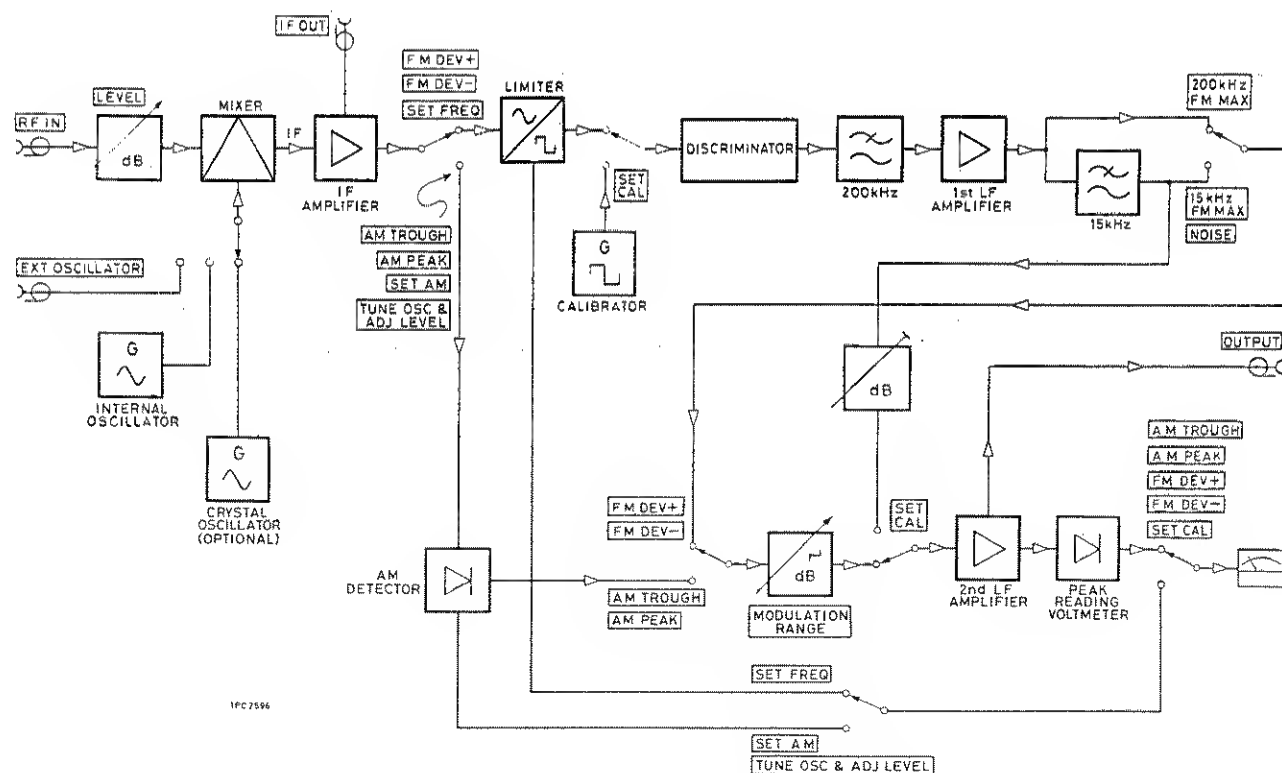 IF OUT
FM DEV+
FM DEV-
SET FREQ
LIMITER
LEVEL
MIXER
RF IN
dB
IF
IF
AMPLIFIER
DISCRIMINATOR
200kHz
1st LF
AMPLIFIER
15kHz
200kHz
FM MAX
15kHz
FM MAX
NOISE
SET
CAL
G
CALIBRATOR
AM TROUGH
AM PEAK
SET AM
TUNE OSC &
ADJ LEVEL
EXT OSCILLATOR
G
INTERNAL
OSCILLATOR
G
CRYSTAL
OSCILLATOR
(OPTIONAL)
dB
OUTPUT
AM TROUGH
AM PEAK
FM DEV+
FM DEV-
SET CAL
FM DEV+
FM DEV-
SET
CAL
dB
MODULATION
RANGE
2nd LF
AMPLIFIER
PEAK
READING
VOLTMETER
AM
DETECTOR
AM TROUGH
AM PEAK
SET FREQ
SET AM
TUNE OSC & ADJ LEVEL
1PC7596